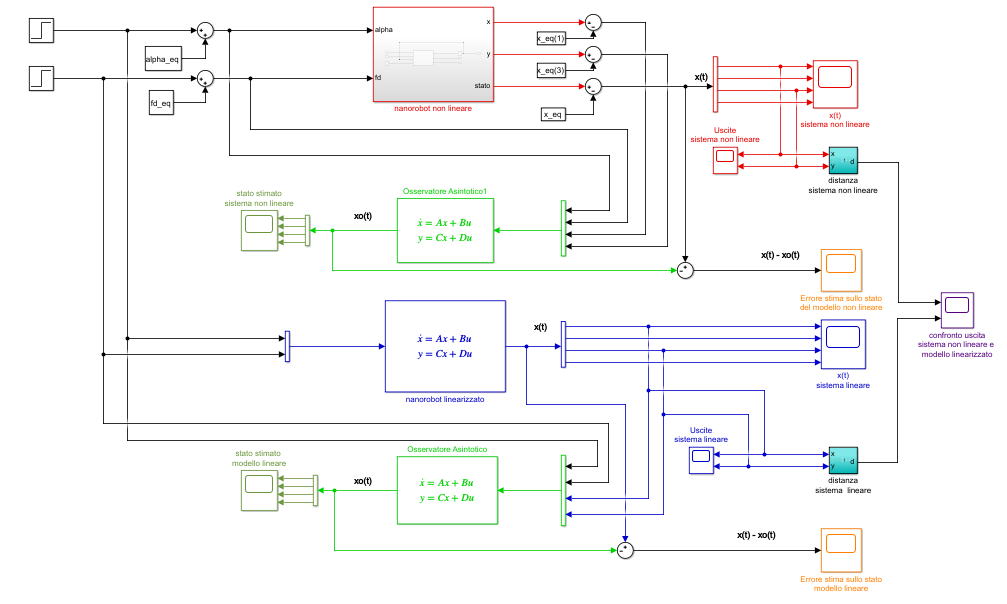 alpha_eq
fd_eq
alpha
fd
x
y
stato
nanorobot non lineare
x_eq(1)
x_eq(3)
x_eq
x(t)
x(t)
sistema non lineare
Uscite
sistema non lineare
x
y
d
distanza
sistema non lineare
stato stimato
sistema non lineare
xo(t)
Osservatore Asintotico1
ẋ = Ax + Bu
y = Cx + Du
x(t) - xo(t)
Errore stima sullo stato
del modello non lineare
confronto uscita
sistema non lineare e
modello linearizzato
ẋ = Ax + Bu
y = Cx + Du
nanorobot linearizzato
x(t)
x(t)
sistema lineare
Uscite
sistema lineare
x
y
d
distanza
sistema lineare
stato stimato
modello lineare
xo(t)
Osservatore Asintotico
ẋ = Ax + Bu
y = Cx + Du
x(t) - xo(t)
Errore stima sullo stato
modello lineare